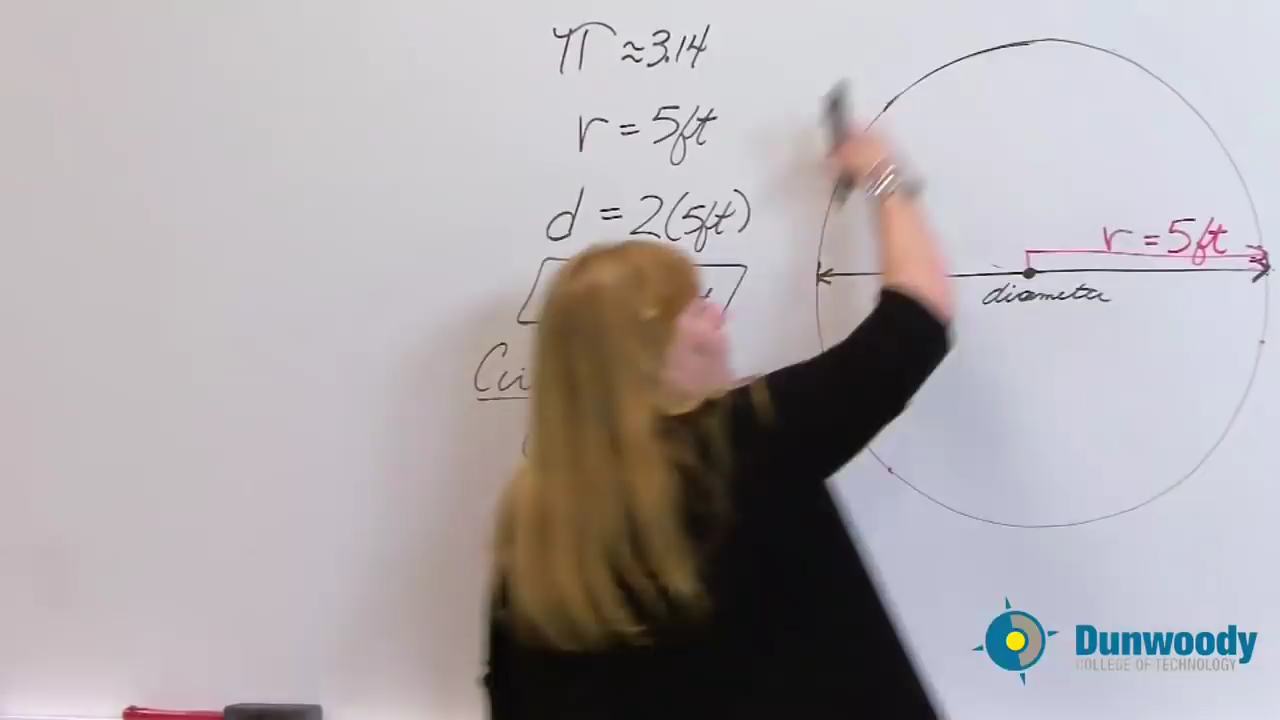 π ≈ 3.14
r = 5ft
d = 2(5ft)
r = 5ft
diameter
Dunwoody
COLLEGE OF TECHNOLOGY